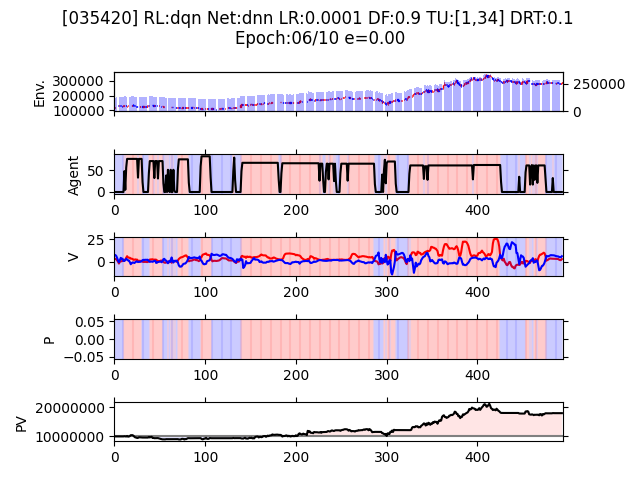 [035420] RL:dqn Net:dnn LR:0.0001 DF:0.9 TU:[1,34] DRT:0.1
Epoch:06/10 e=0.00
Env.
300000
200000
100000
250000
0
Agent
50
0
0 100 200 300 400
V
25
0
0 100 200 300 400
P
0.05
0.00
−0.05
0 100 200 300 400
PV
20000000
10000000
0 100 200 300 400